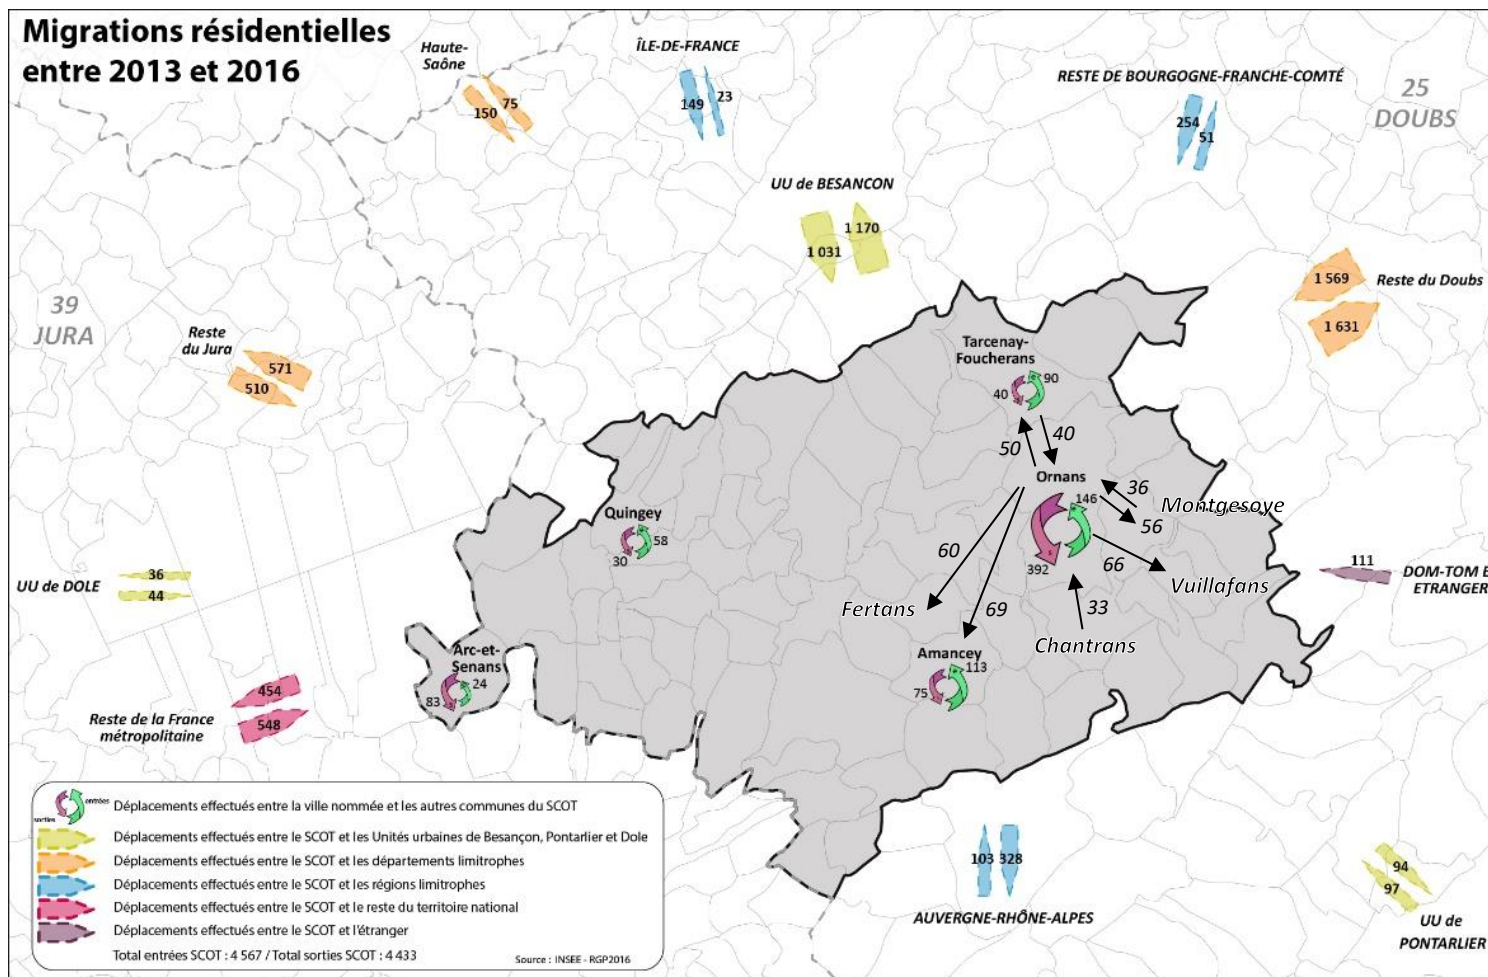 Migrations résidentielles
entre 2013 et 2016
Haute-
Saône
150
75
ÎLE-DE-FRANCE
149
23
RESTE DE BOURGOGNE-FRANCHE-COMTÉ
254
51
25
DOUBS
UU de BESANCON
1 031
1 170
1 569
Reste du Doubs
1 631
39
JURA
Reste
du Jura
571
510
Tarcenay-
Foucherans
90
40
50
40
Ornans
146
36
Montgesoye
56
392
66
Vuillafans
60
69
33
Fertans
Chantrans
Quingey
58
30
UU de DOLE
36
44
111
DOM-TOM E
ETRANGER
Arc-et-
Senans
24
83
Amancey
113
75
Reste de la France
métropolitaine
454
548
entrées
sorties
Déplacements effectués entre la ville nommée et les autres communes du SCOT
Déplacements effectués entre le SCOT et les Unités urbaines de Besançon, Pontarlier et Dole
Déplacements effectués entre le SCOT et les départements limitrophes
Déplacements effectués entre le SCOT et les régions limitrophes
Déplacements effectués entre le SCOT et le reste du territoire national
Déplacements effectués entre le SCOT et l'étranger
Total entrées SCOT : 4 567 / Total sorties SCOT : 4 433
Source : INSEE - RGP2016
103
328
AUVERGNE-RHÔNE-ALPES
94
97
UU de
PONTARLIER